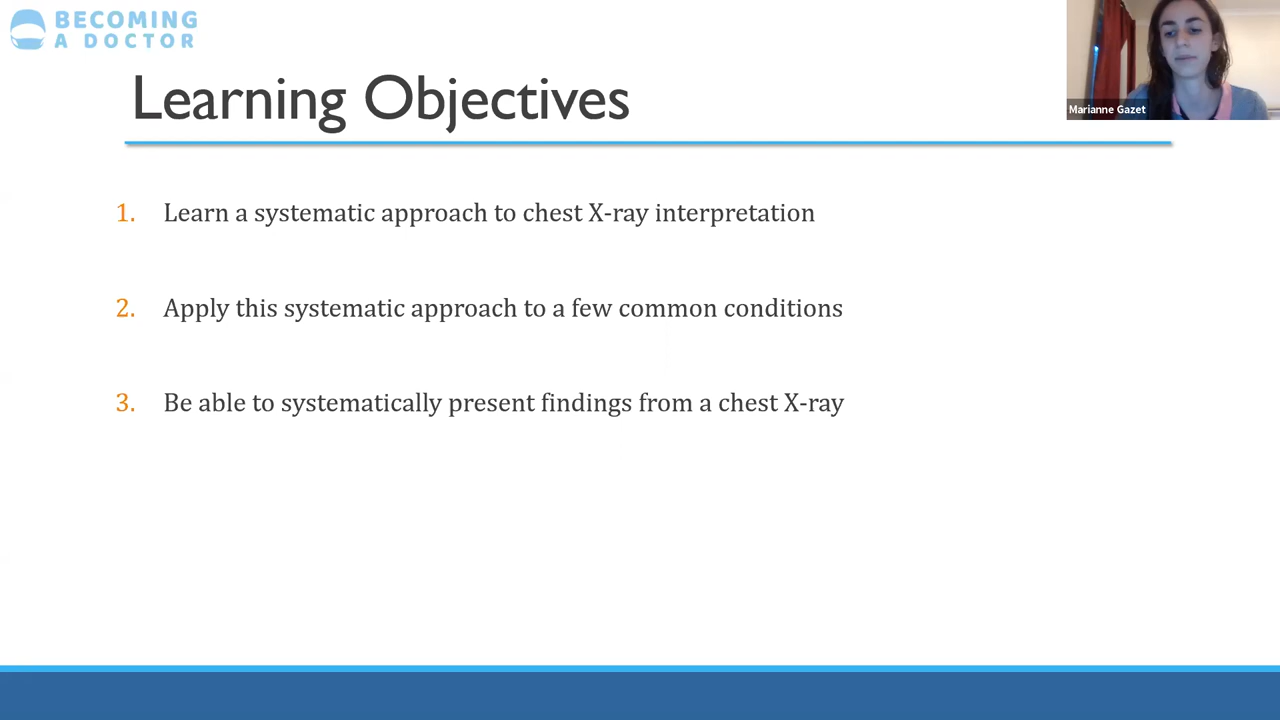 BECOMING
A DOCTOR
Learning Objectives
Marianne Gazet
1. Learn a systematic approach to chest X-ray interpretation
2. Apply this systematic approach to a few common conditions
3. Be able to systematically present findings from a chest X-ray